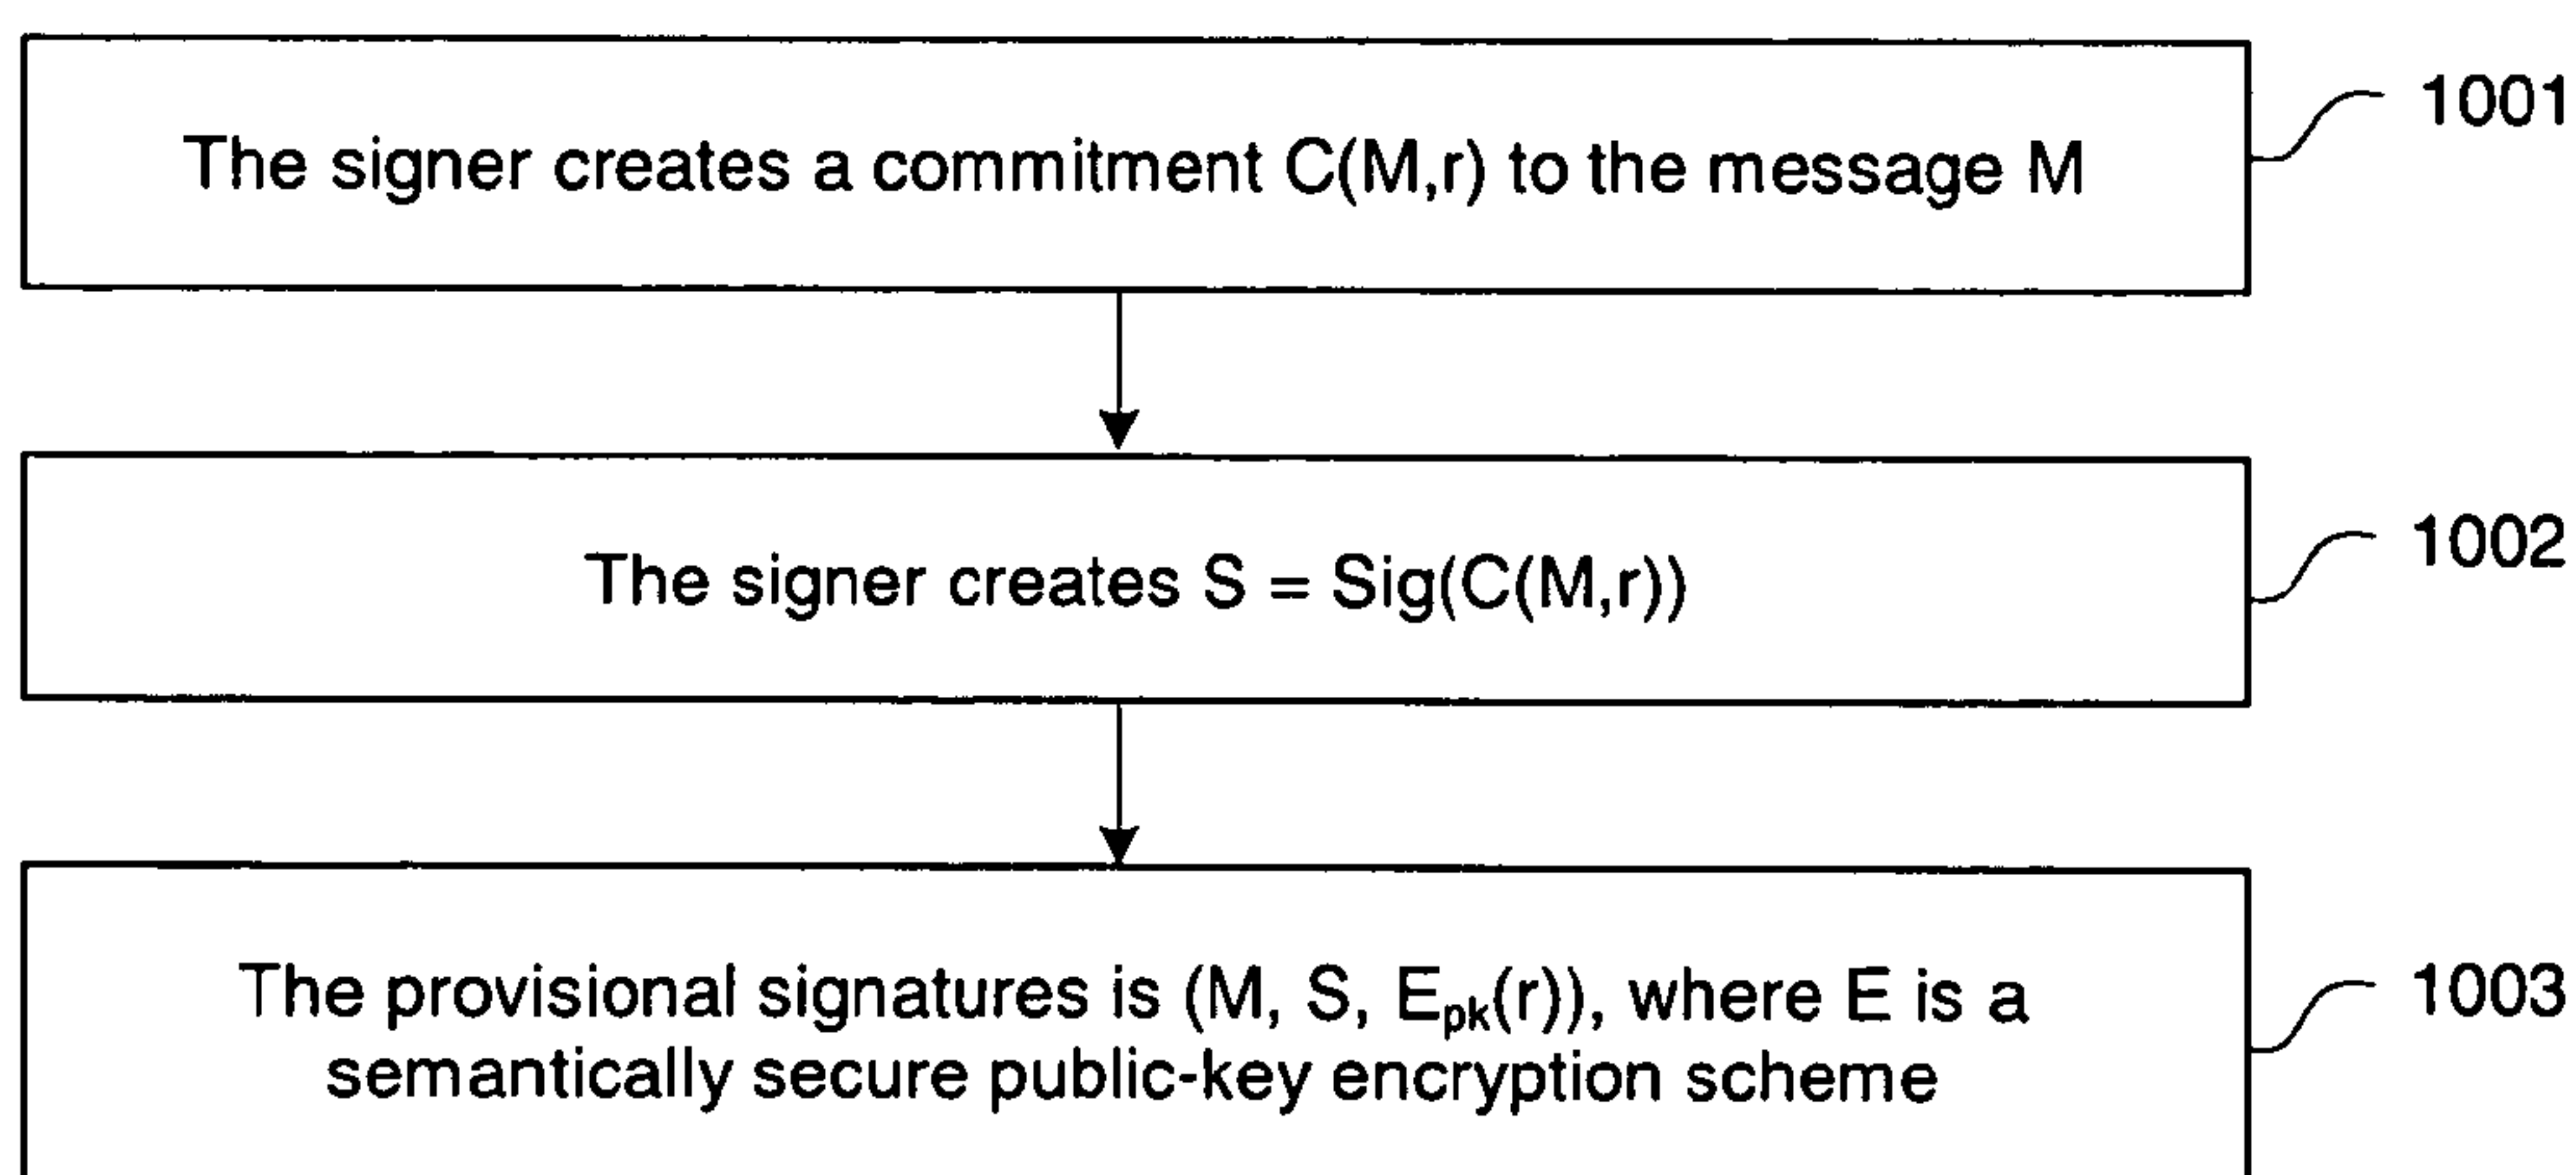 The signer creates a commitment C(M,r) to the message M
1001
The signer creates S = Sig(C(M,r))
1002
The provisional signatures is (M, S, Epk(r)), where E is a
semantically secure public-key encryption scheme
1003